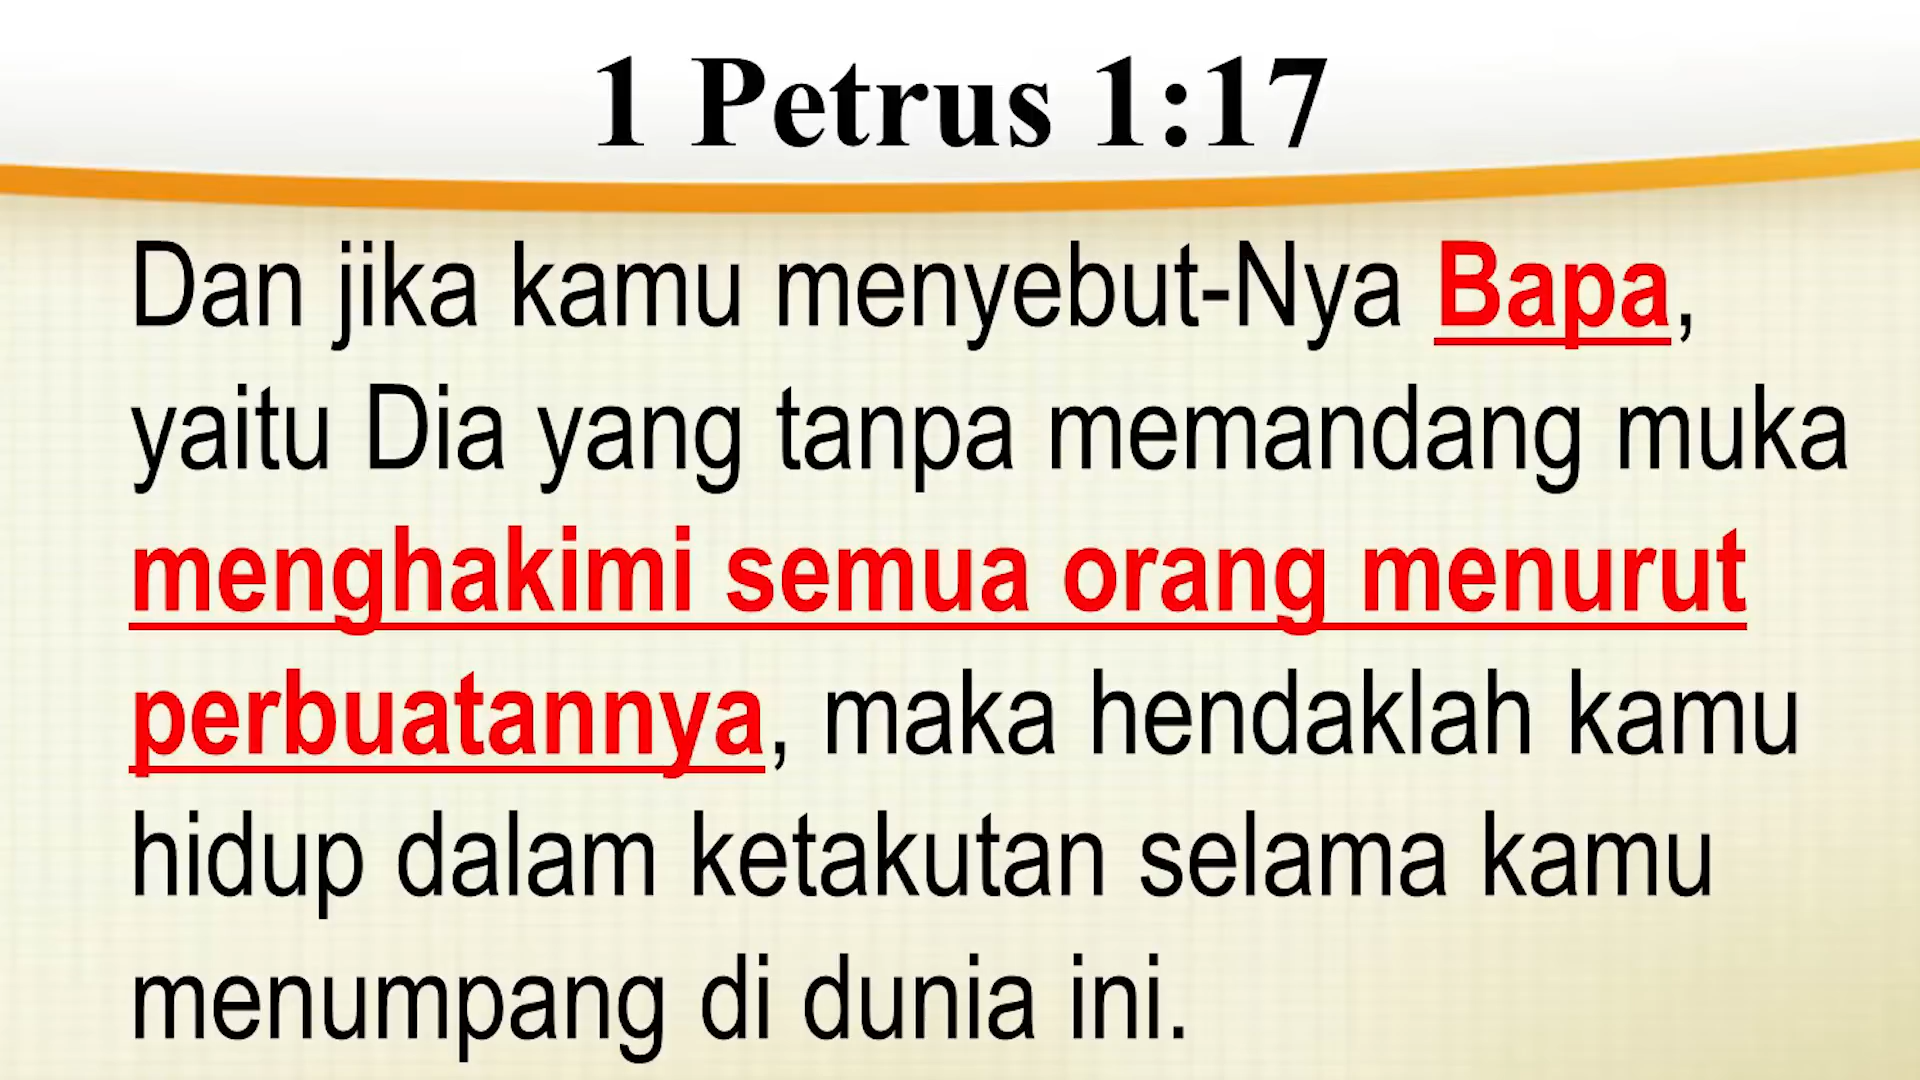 1 Petrus 1:17
Dan jika kamu menyebut-Nya Bapa,
yaitu Dia yang tanpa memandang muka
menghakimi semua orang menurut
perbuatannya, maka hendaklah kamu
hidup dalam ketakutan selama kamu
menumpang di dunia ini.